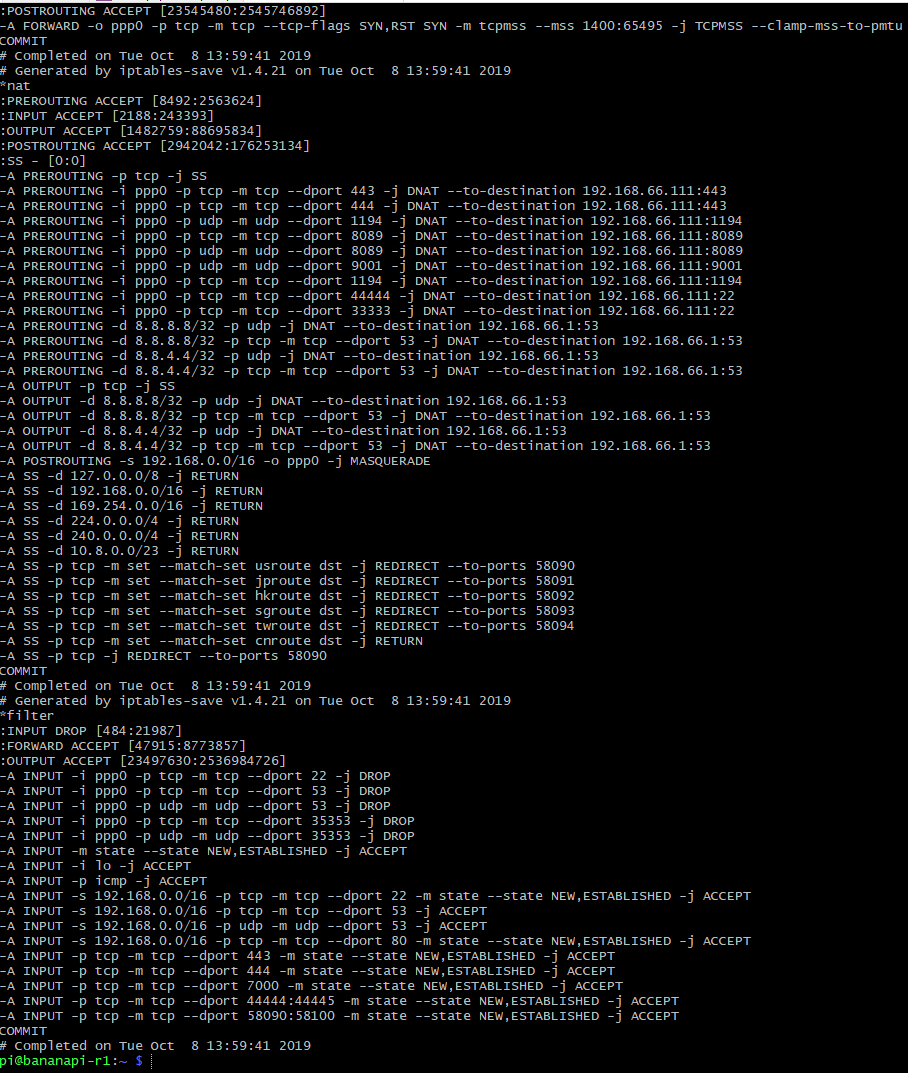 :POSTROUTING ACCEPT [23545480:2545746892]
-A FORWARD -o ppp0 -p tcp -m tcp --tcp-flags SYN,RST SYN -m tcpmss --mss 1400:65495 -j TCPMSS --clamp-mss-to-pmtu
COMMIT
# Completed on Tue Oct  8 13:59:41 2019
# Generated by iptables-save v1.4.21 on Tue Oct  8 13:59:41 2019
*nat
:PREROUTING ACCEPT [8492:2563624]
:INPUT ACCEPT [2188:243393]
:OUTPUT ACCEPT [1482759:88695834]
:POSTROUTING ACCEPT [2942042:176253134]
:SS - [0:0]
-A PREROUTING -p tcp -j SS
-A PREROUTING -i ppp0 -p tcp -m tcp --dport 443 -j DNAT --to-destination 192.168.66.111:443
-A PREROUTING -i ppp0 -p tcp -m tcp --dport 444 -j DNAT --to-destination 192.168.66.111:443
-A PREROUTING -i ppp0 -p udp -m udp --dport 1194 -j DNAT --to-destination 192.168.66.111:1194
-A PREROUTING -i ppp0 -p tcp -m tcp --dport 8089 -j DNAT --to-destination 192.168.66.111:8089
-A PREROUTING -i ppp0 -p udp -m udp --dport 8089 -j DNAT --to-destination 192.168.66.111:8089
-A PREROUTING -i ppp0 -p udp -m udp --dport 9001 -j DNAT --to-destination 192.168.66.111:9001
-A PREROUTING -i ppp0 -p tcp -m tcp --dport 1194 -j DNAT --to-destination 192.168.66.111:1194
-A PREROUTING -i ppp0 -p tcp -m tcp --dport 44444 -j DNAT --to-destination 192.168.66.111:22
-A PREROUTING -i ppp0 -p tcp -m tcp --dport 33333 -j DNAT --to-destination 192.168.66.111:22
-A PREROUTING -d 8.8.8.8/32 -p udp -j DNAT --to-destination 192.168.66.1:53
-A PREROUTING -d 8.8.8.8/32 -p tcp -m tcp --dport 53 -j DNAT --to-destination 192.168.66.1:53
-A PREROUTING -d 8.8.4.4/32 -p udp -j DNAT --to-destination 192.168.66.1:53
-A PREROUTING -d 8.8.4.4/32 -p tcp -m tcp --dport 53 -j DNAT --to-destination 192.168.66.1:53
-A OUTPUT -p tcp -j SS
-A OUTPUT -d 8.8.8.8/32 -p udp -j DNAT --to-destination 192.168.66.1:53
-A OUTPUT -d 8.8.8.8/32 -p tcp -m tcp --dport 53 -j DNAT --to-destination 192.168.66.1:53
-A OUTPUT -d 8.8.4.4/32 -p udp -j DNAT --to-destination 192.168.66.1:53
-A OUTPUT -d 8.8.4.4/32 -p tcp -m tcp --dport 53 -j DNAT --to-destination 192.168.66.1:53
-A POSTROUTING -s 192.168.0.0/16 -o ppp0 -j MASQUERADE
-A SS -d 127.0.0.0/8 -j RETURN
-A SS -d 192.168.0.0/16 -j RETURN
-A SS -d 169.254.0.0/16 -j RETURN
-A SS -d 224.0.0.0/4 -j RETURN
-A SS -d 240.0.0.0/4 -j RETURN
-A SS -d 10.8.0.0/23 -j RETURN
-A SS -p tcp -m set --match-set usroute dst -j REDIRECT --to-ports 58090
-A SS -p tcp -m set --match-set jproute dst -j REDIRECT --to-ports 58091
-A SS -p tcp -m set --match-set hkroute dst -j REDIRECT --to-ports 58092
-A SS -p tcp -m set --match-set sgroute dst -j REDIRECT --to-ports 58093
-A SS -p tcp -m set --match-set twroute dst -j REDIRECT --to-ports 58094
-A SS -p tcp -m set --match-set cnroute dst -j RETURN
-A SS -p tcp -j REDIRECT --to-ports 58090
COMMIT
# Completed on Tue Oct  8 13:59:41 2019
# Generated by iptables-save v1.4.21 on Tue Oct  8 13:59:41 2019
*filter
:INPUT DROP [484:21987]
:FORWARD ACCEPT [47915:8773857]
:OUTPUT ACCEPT [23497630:2536984726]
-A INPUT -i ppp0 -p tcp -m tcp --dport 22 -j DROP
-A INPUT -i ppp0 -p tcp -m tcp --dport 53 -j DROP
-A INPUT -i ppp0 -p udp -m udp --dport 53 -j DROP
-A INPUT -i ppp0 -p tcp -m tcp --dport 35353 -j DROP
-A INPUT -i ppp0 -p udp -m udp --dport 35353 -j DROP
-A INPUT -m state --state NEW,ESTABLISHED -j ACCEPT
-A INPUT -i lo -j ACCEPT
-A INPUT -p icmp -j ACCEPT
-A INPUT -s 192.168.0.0/16 -p tcp -m tcp --dport 22 -m state --state NEW,ESTABLISHED -j ACCEPT
-A INPUT -s 192.168.0.0/16 -p tcp -m tcp --dport 53 -j ACCEPT
-A INPUT -s 192.168.0.0/16 -p udp -m udp --dport 53 -j ACCEPT
-A INPUT -s 192.168.0.0/16 -p tcp -m tcp --dport 80 -m state --state NEW,ESTABLISHED -j ACCEPT
-A INPUT -p tcp -m tcp --dport 443 -m state --state NEW,ESTABLISHED -j ACCEPT
-A INPUT -p tcp -m tcp --dport 444 -m state --state NEW,ESTABLISHED -j ACCEPT
-A INPUT -p tcp -m tcp --dport 7000 -m state --state NEW,ESTABLISHED -j ACCEPT
-A INPUT -p tcp -m tcp --dport 44444:44445 -m state --state NEW,ESTABLISHED -j ACCEPT
-A INPUT -p tcp -m tcp --dport 58090:58100 -m state --state NEW,ESTABLISHED -j ACCEPT
COMMIT
# Completed on Tue Oct  8 13:59:41 2019
pi@bananapi-r1:~ $